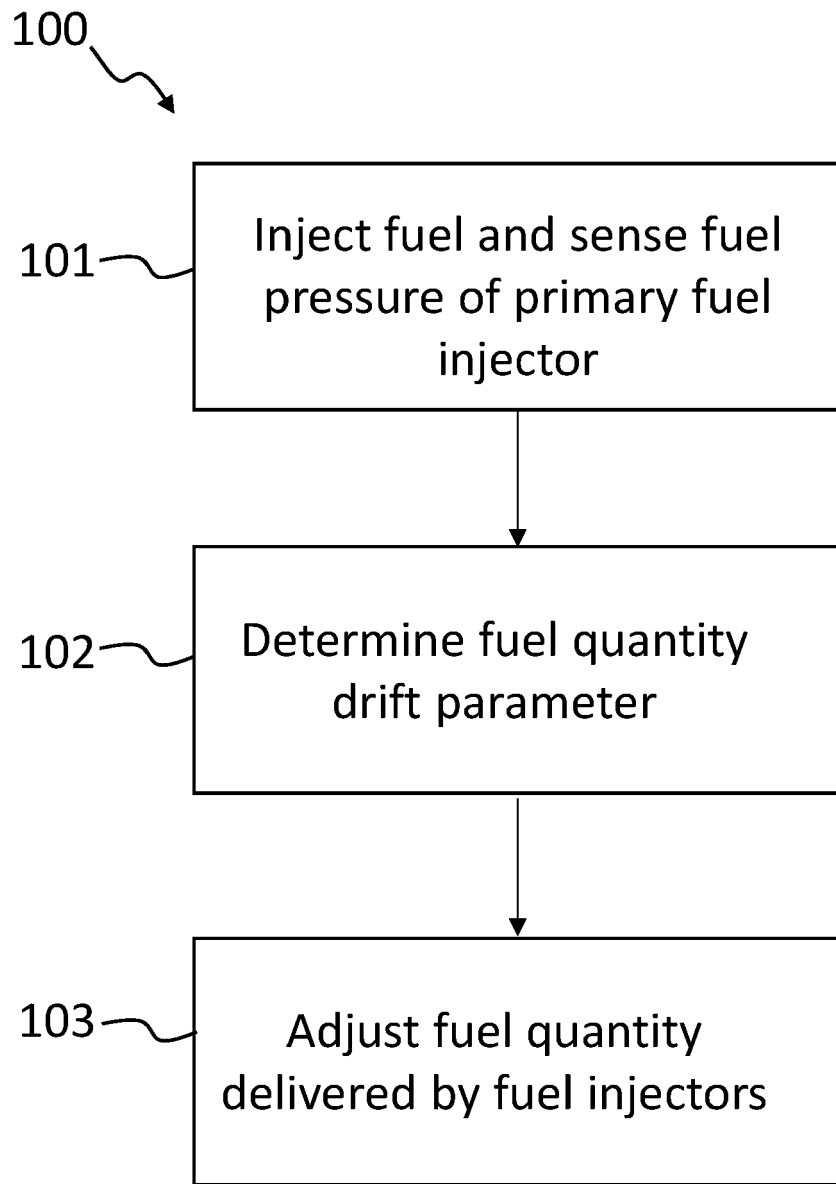 100
101
Inject fuel and sense fuel
pressure of primary fuel
injector
102
Determine fuel quantity
drift parameter
103
Adjust fuel quantity
delivered by fuel injectors